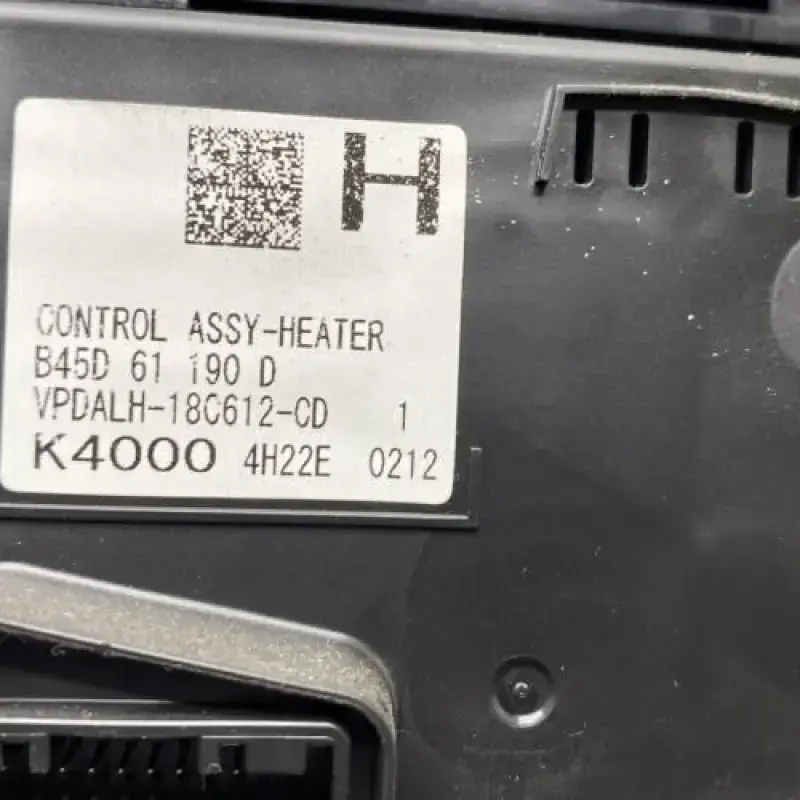 H
CONTROL ASSY-HEATER
B45D 61 190 D
VPDALH-18C612-CD 1
K4000 4H22E 0212